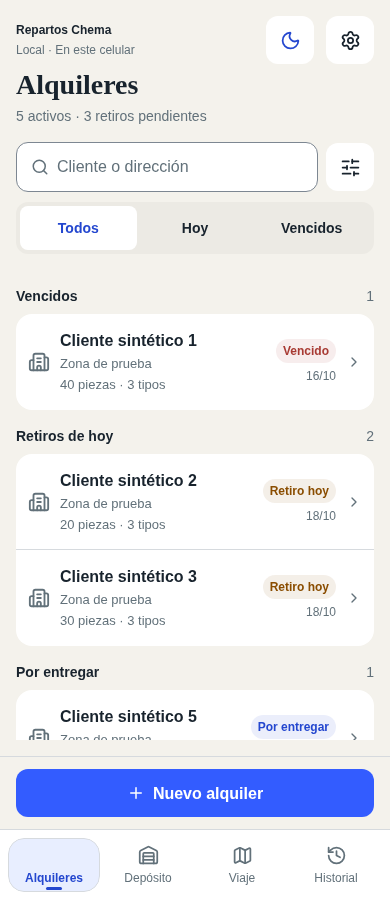 Repartos Chema
Local · En este celular
Alquileres
5 activos · 3 retiros pendientes
Cliente o dirección
Todos
Hoy
Vencidos
Vencidos
1
Cliente sintético 1
Vencido
Zona de prueba
16/10
40 piezas · 3 tipos
Retiros de hoy
2
Cliente sintético 2
Retiro hoy
Zona de prueba
18/10
20 piezas · 3 tipos
Cliente sintético 3
Retiro hoy
Zona de prueba
18/10
30 piezas · 3 tipos
Por entregar
1
Cliente sintético 5
Por entregar
Zona de prueba
Nuevo alquiler
Alquileres
Depósito
Viaje
Historial